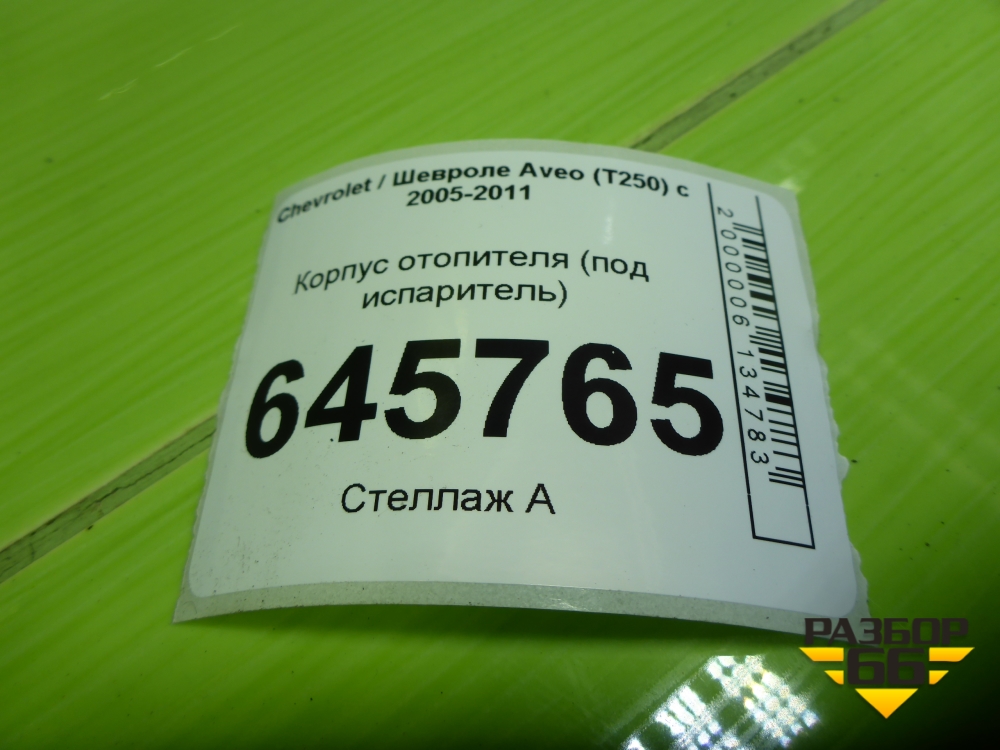 Chevrolet / Шевроле Aveo (T250) с
2005-2011
Корпус отопителя (под
испаритель)
645765
Стеллаж А
2000006134783
РАЗБОР
66